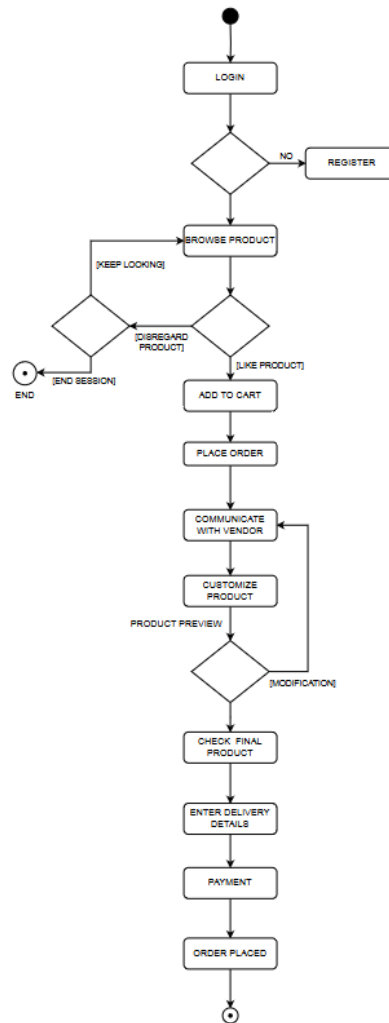 LOGIN
NO
REGISTER
BROWSE PRODUCT
[KEEP LOOKING]
[DISREGARD
PRODUCT]
[LIKE PRODUCT]
[END SESSION]
END
ADD TO CART
PLACE ORDER
COMMUNICATE
WITH VENDOR
CUSTOMIZE
PRODUCT
PRODUCT PREVIEW
[MODIFICATION]
CHECK FINAL
PRODUCT
ENTER DELIVERY
DETAILS
PAYMENT
ORDER PLACED